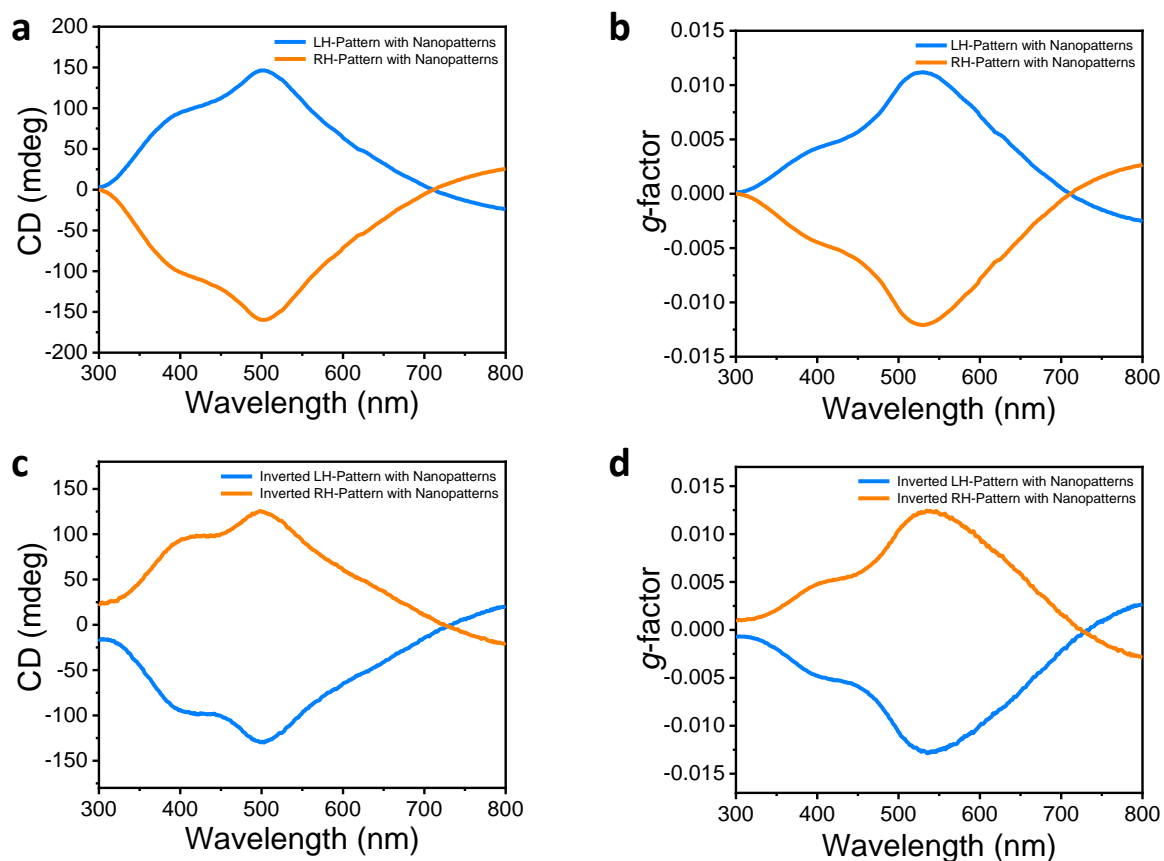 a
200
150
100
50
0
-50
-100
-150
-200
CD (mdeg)
LH-Pattern with Nanopatterns
RH-Pattern with Nanopatterns
300 400 500 600 700 800
Wavelength (nm)
b
0.015
0.010
0.005
0.000
-0.005
-0.010
-0.015
g-factor
LH-Pattern with Nanopatterns
RH-Pattern with Nanopatterns
300 400 500 600 700 800
Wavelength (nm)
c
150
100
50
0
-50
-100
-150
CD (mdeg)
Inverted LH-Pattern with Nanopatterns
Inverted RH-Pattern with Nanopatterns
300 400 500 600 700 800
Wavelength (nm)
d
0.015
0.010
0.005
0.000
-0.005
-0.010
-0.015
g-factor
Inverted LH-Pattern with Nanopatterns
Inverted RH-Pattern with Nanopatterns
300 400 500 600 700 800
Wavelength (nm)